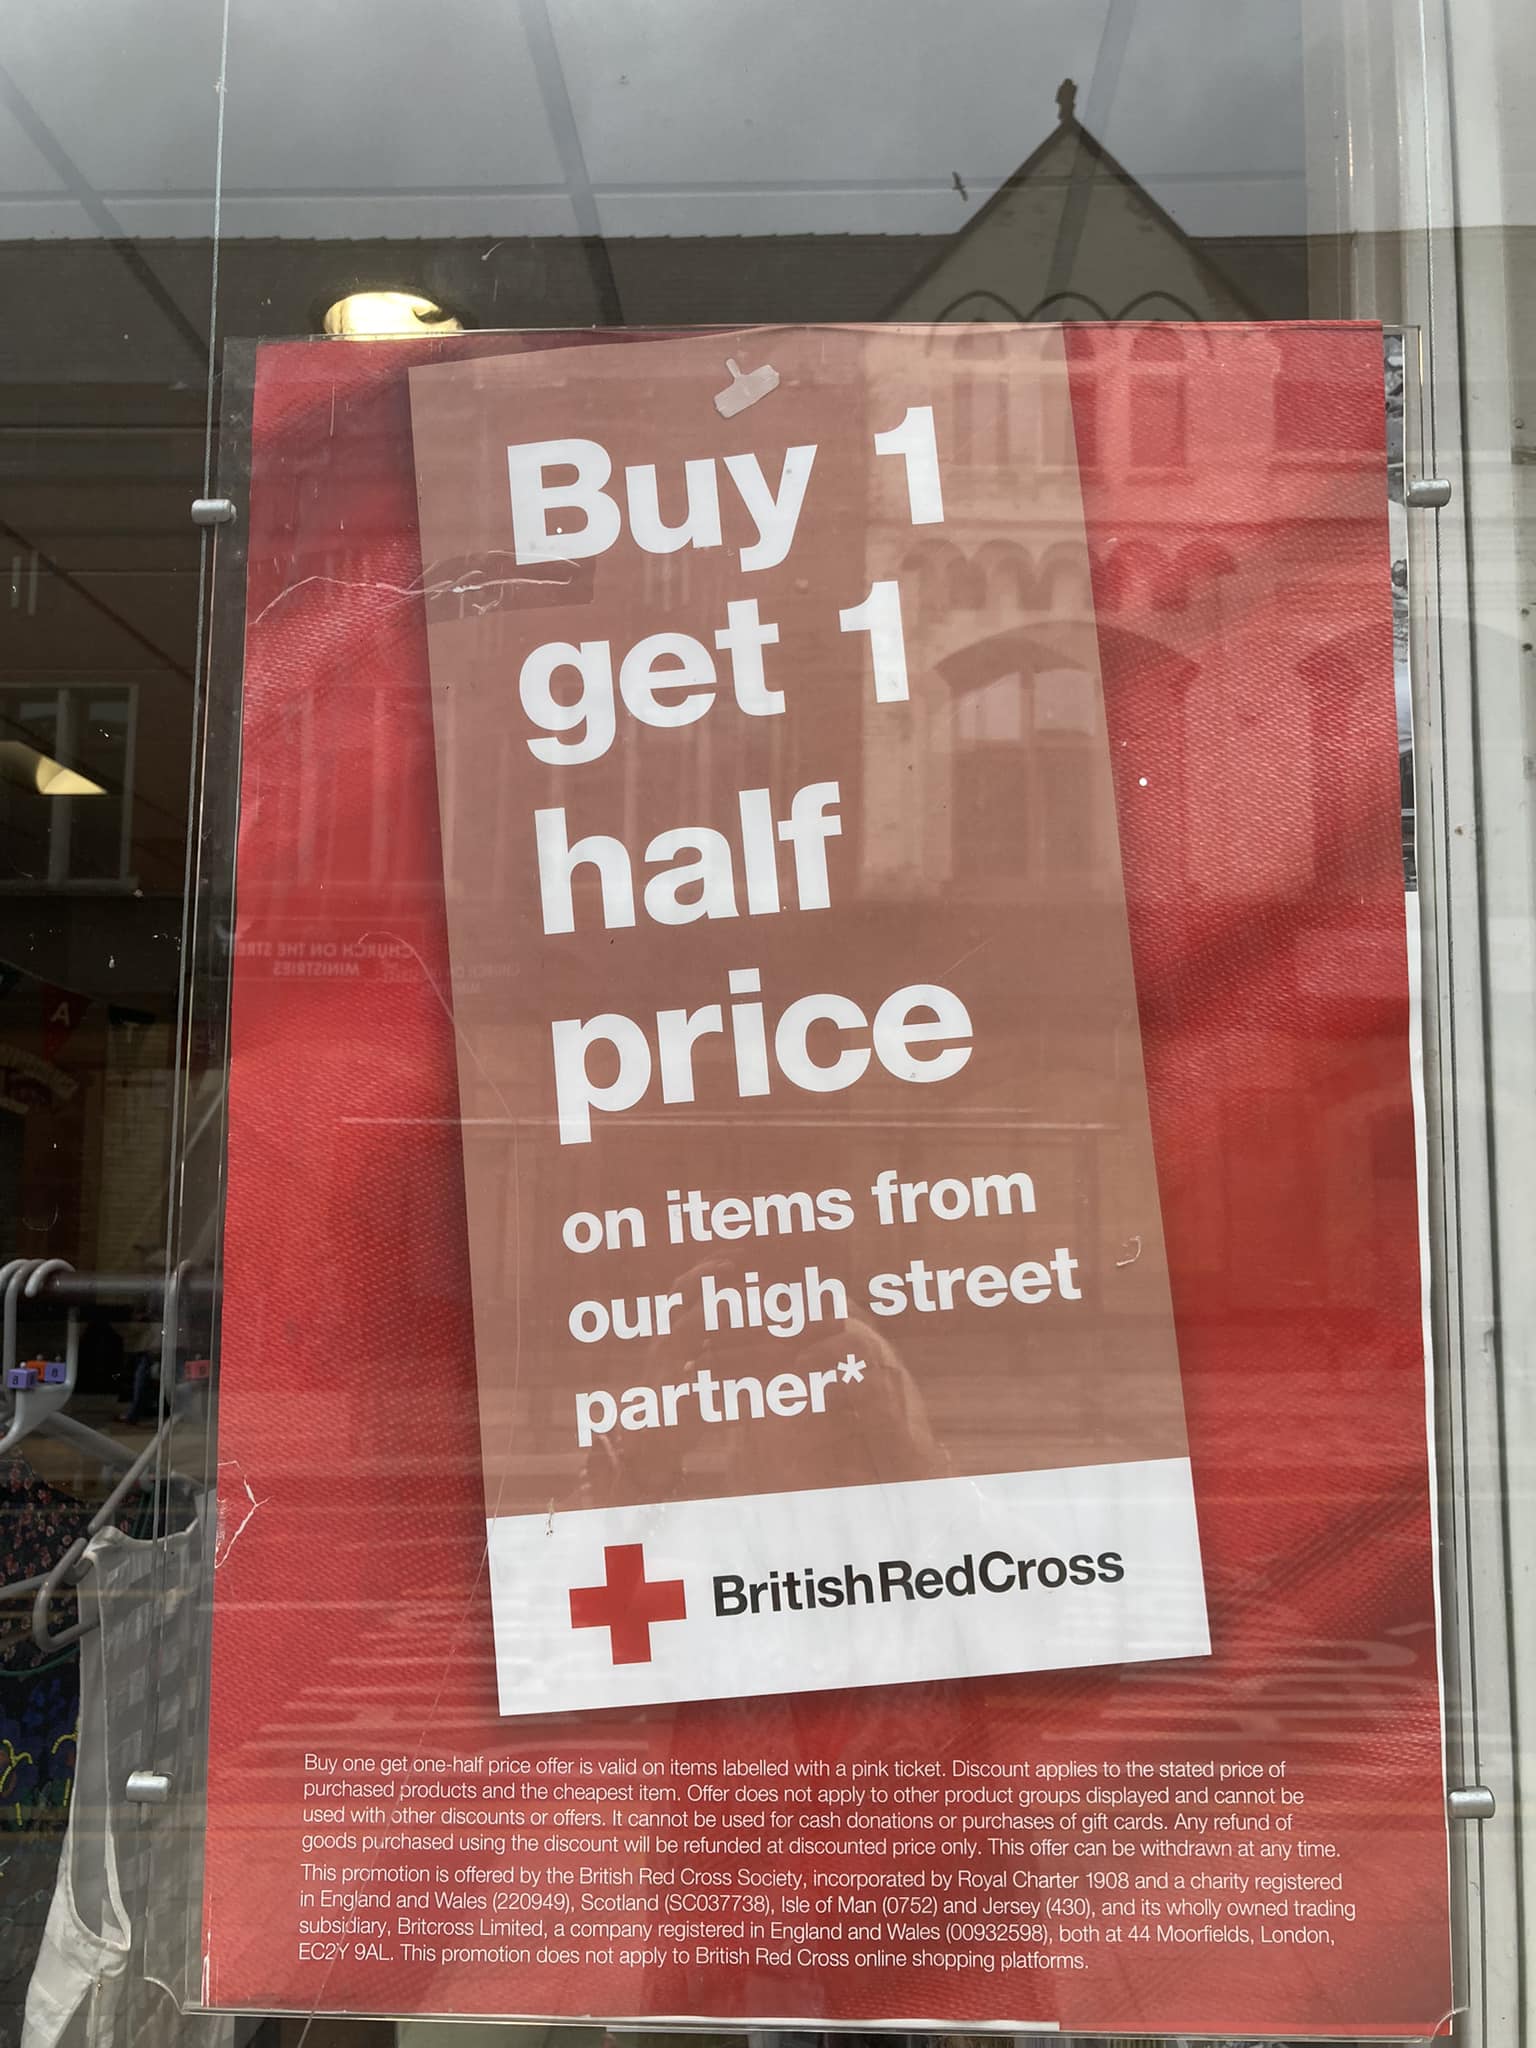 Buy 1
get 1
half
price
on items from
our high street
partner*
BritishRedCross
Buy one get one-half price offer is valid on items labelled with a pink ticket. Discount applies to the stated price of
purchased products and the cheapest item. Offer does not apply to other product groups displayed and cannot be
used with other discounts or offers. It cannot be used for cash donations or purchases of gift cards. Any refund of
goods purchased using the discount will be refunded at discounted price only. This offer can be withdrawn at any time.
This promotion is offered by the British Red Cross Society, incorporated by Royal Charter 1908 and a charity registered
in England and Wales (220949), Scotland (SC037738), Isle of Man (0752) and Jersey (430), and its wholly owned trading
subsidiary, Britcross Limited, a company registered in England and Wales (00932598), both at 44 Moorfields, London,
EC2Y 9AL. This promotion does not apply to British Red Cross online shopping platforms.
CHURCH ON THE STREET
MINISTRIES
A
8
8